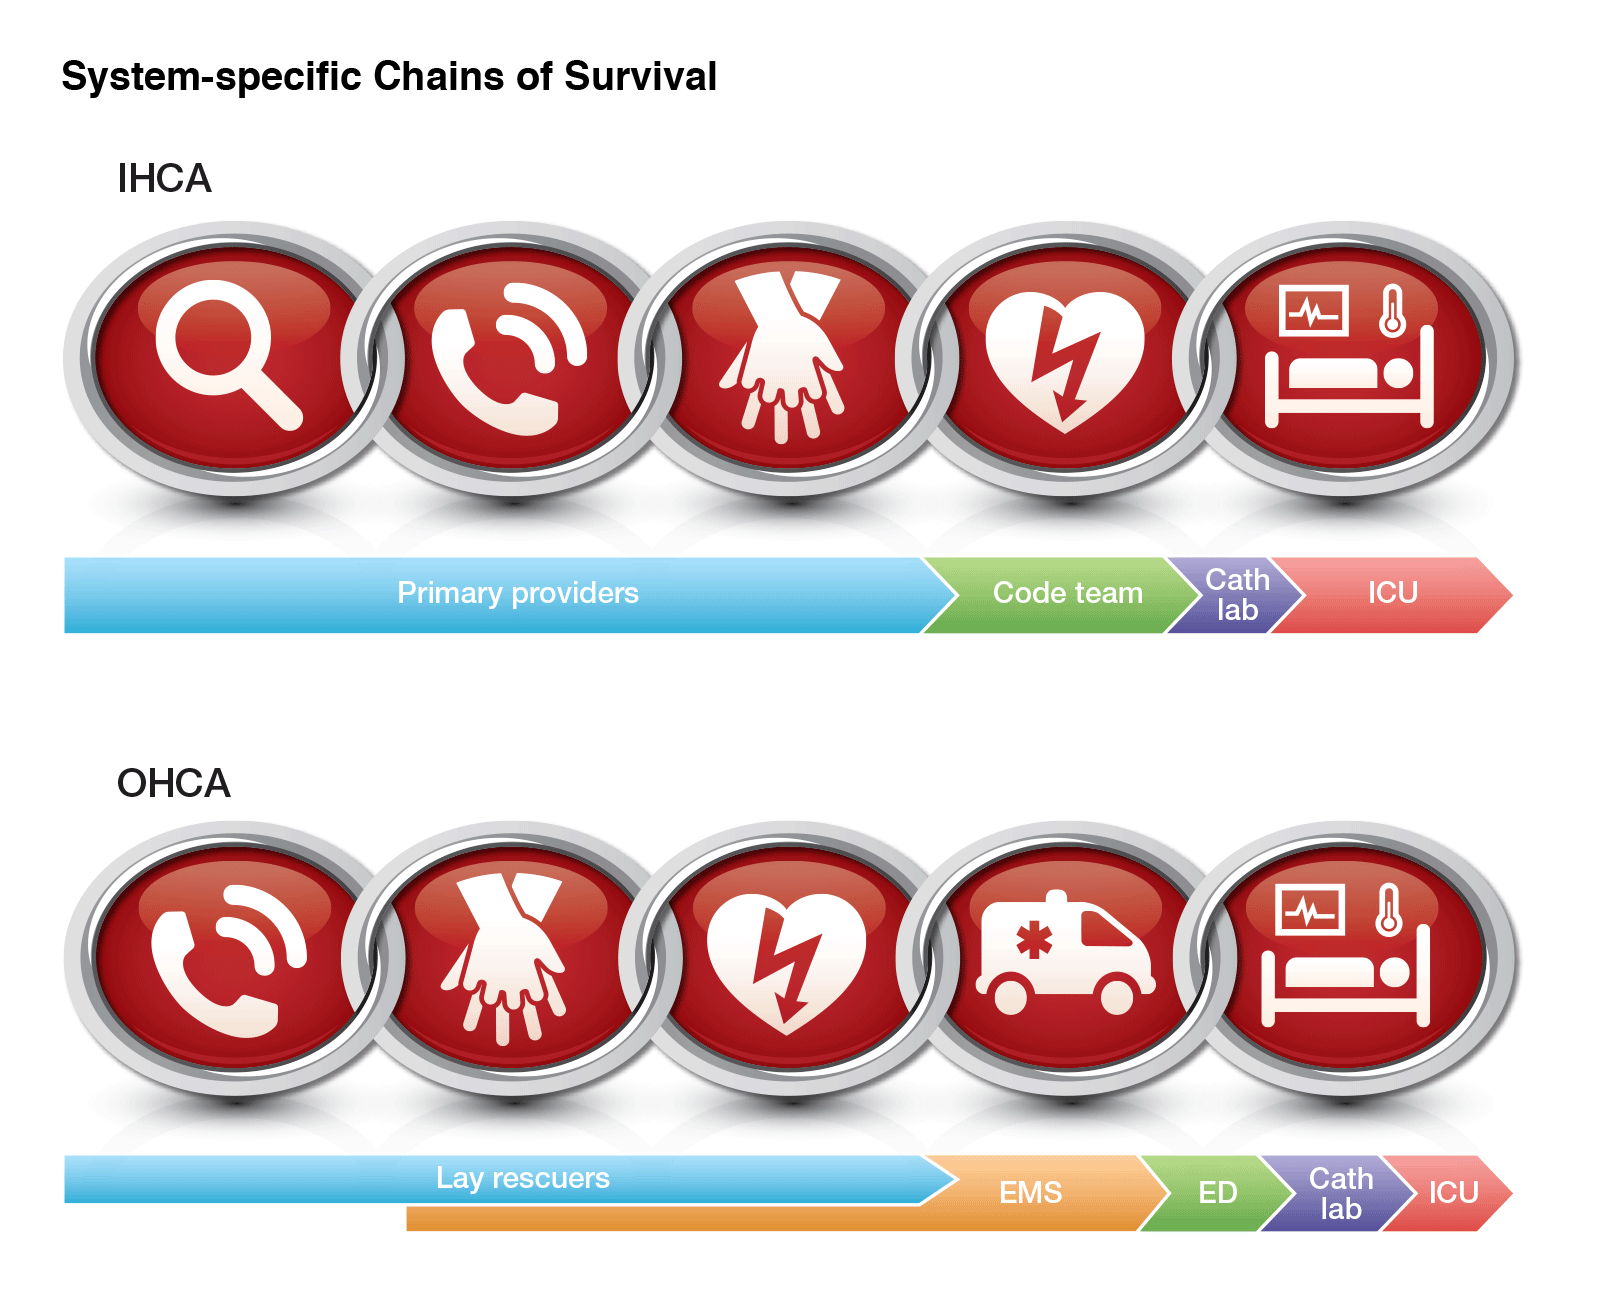 System-specific Chains of Survival
IHCA
Primary providers
Code team
Cath
lab
ICU
OHCA
Lay rescuers
EMS
ED
Cath
lab
ICU